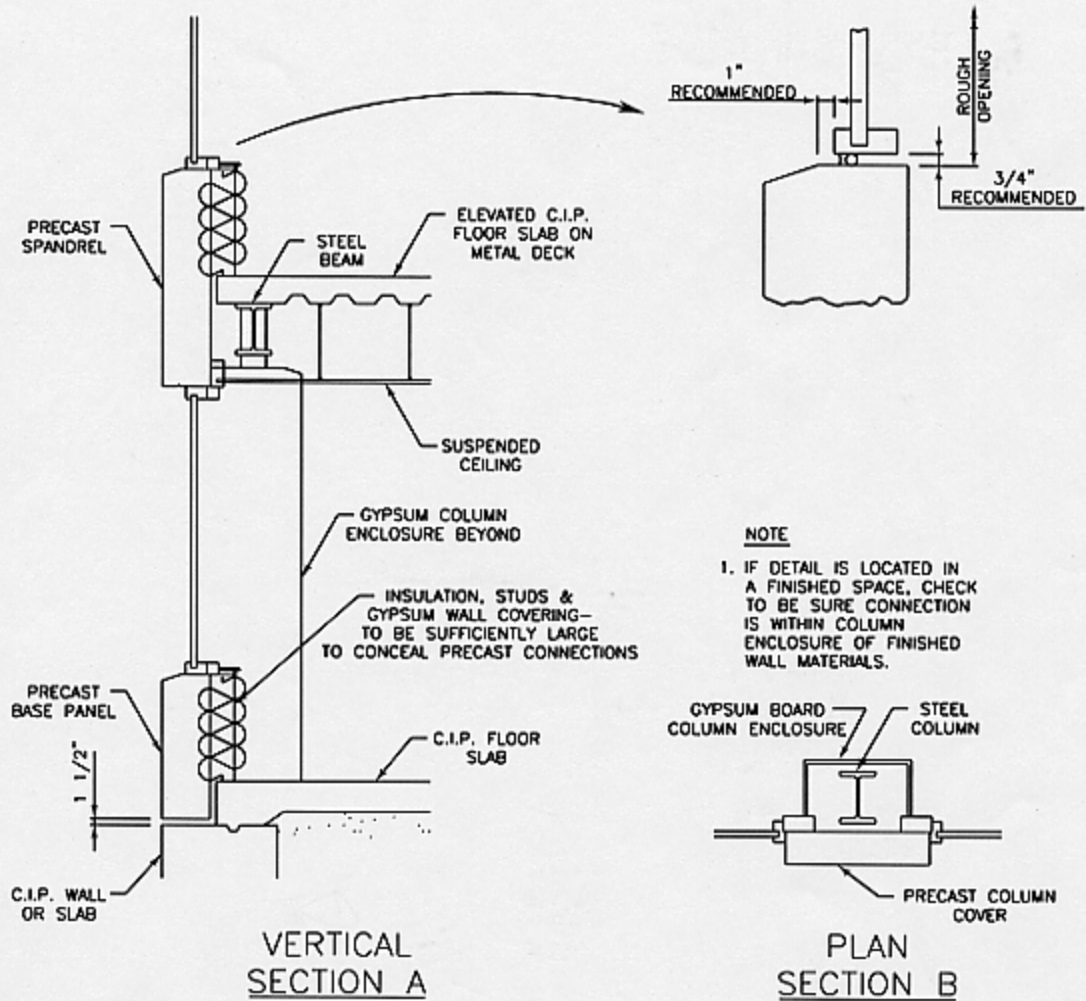 1"
RECOMMENDED
ROUGH
OPENING
3/4"
RECOMMENDED
PRECAST
SPANDREL
STEEL
BEAM
ELEVATED C.I.P.
FLOOR SLAB ON
METAL DECK
SUSPENDED
CEILING
GYPSUM COLUMN
ENCLOSURE BEYOND
INSULATION, STUDS &
GYPSUM WALL COVERING—
TO BE SUFFICIENTLY LARGE
TO CONCEAL PRECAST CONNECTIONS
PRECAST
BASE PANEL
1 1/2"
C.I.P. FLOOR
SLAB
C.I.P. WALL
OR SLAB
VERTICAL
SECTION A
NOTE
1. IF DETAIL IS LOCATED IN
A FINISHED SPACE, CHECK
TO BE SURE CONNECTION
IS WITHIN COLUMN
ENCLOSURE OF FINISHED
WALL MATERIALS.
GYPSUM BOARD
COLUMN ENCLOSURE
STEEL
COLUMN
PRECAST COLUMN
COVER
PLAN
SECTION B